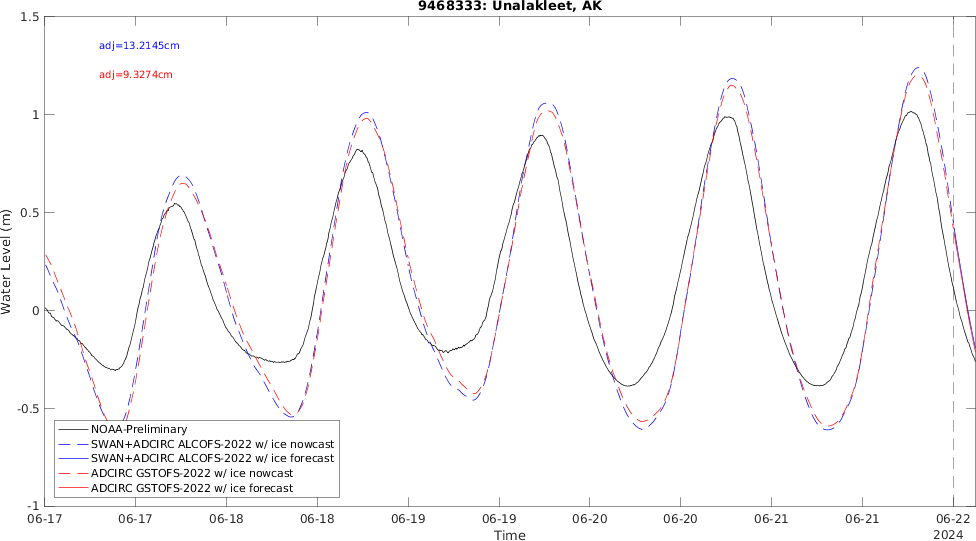 9468333: Unalakleet, AK
adj=13.2145cm
adj=9.3274cm
Water Level (m)
1.5
1
0.5
0
-0.5
-1
NOAA-Preliminary
SWAN+ADCIRC ALCOFS-2022 w/ ice nowcast
SWAN+ADCIRC ALCOFS-2022 w/ ice forecast
ADCIRC GSTOFS-2022 w/ ice nowcast
ADCIRC GSTOFS-2022 w/ ice forecast
06-17 06-17 06-18 06-18 06-19 06-19 06-20 06-20 06-21 06-21 06-22
2024
Time